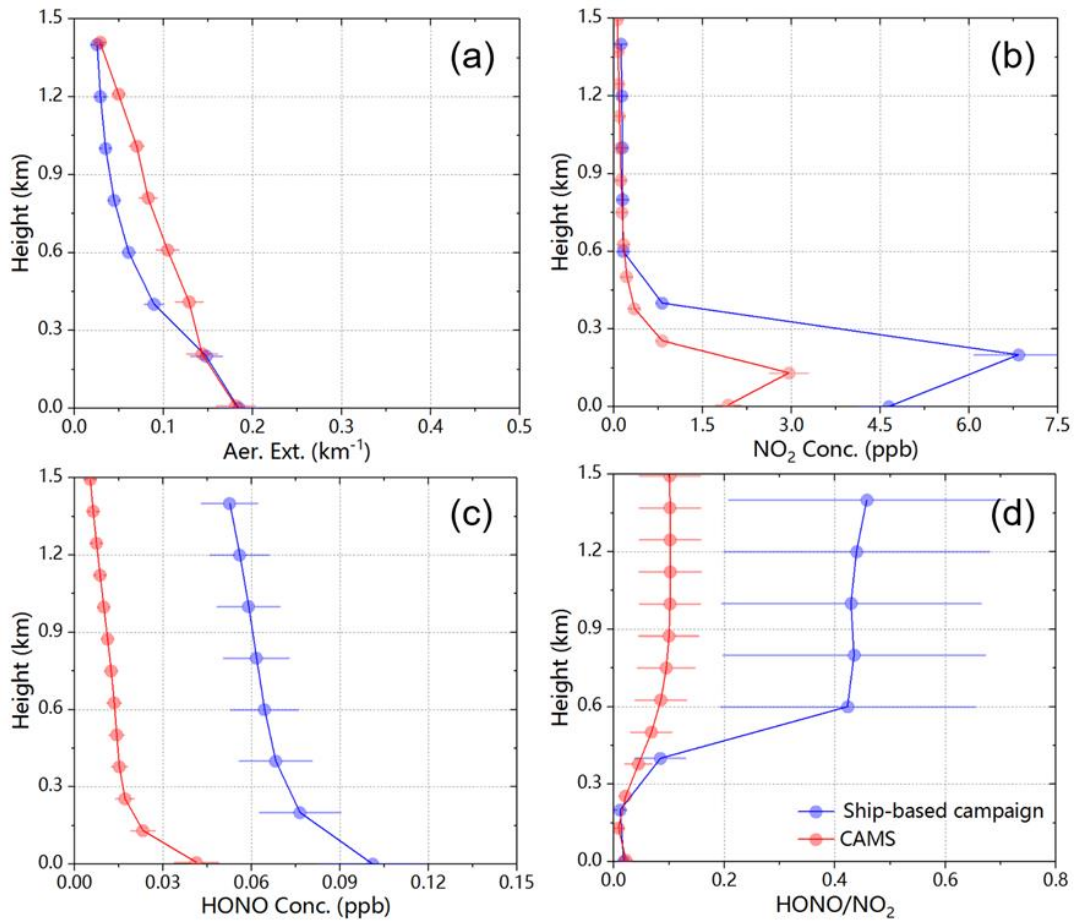 (a)
1.5
1.2
0.9
0.6
0.3
0.0
Height (km)
0.0 0.1 0.2 0.3 0.4 0.5
Aer. Ext. (km⁻¹)
(b)
1.5
1.2
0.9
0.6
0.3
0.0
Height (km)
0.0 1.5 3.0 4.5 6.0 7.5
NO₂ Conc. (ppb)
(c)
1.5
1.2
0.9
0.6
0.3
0.0
Height (km)
0.00 0.03 0.06 0.09 0.12 0.15
HONO Conc. (ppb)
(d)
1.5
1.2
0.9
0.6
0.3
0.0
Height (km)
Ship-based campaign
CAMS
0.0 0.2 0.4 0.6 0.8
HONO/NO₂